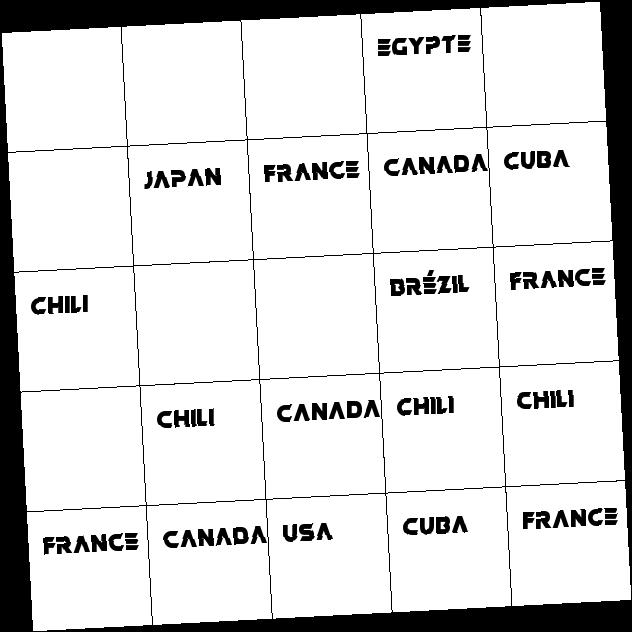 EGYPTE
JAPAN FRANCE CANADA CUBA
CHILI BRÉZIL FRANCE
CHILI CANADA CHILI CHILI
FRANCE CANADA USA CUBA FRANCE